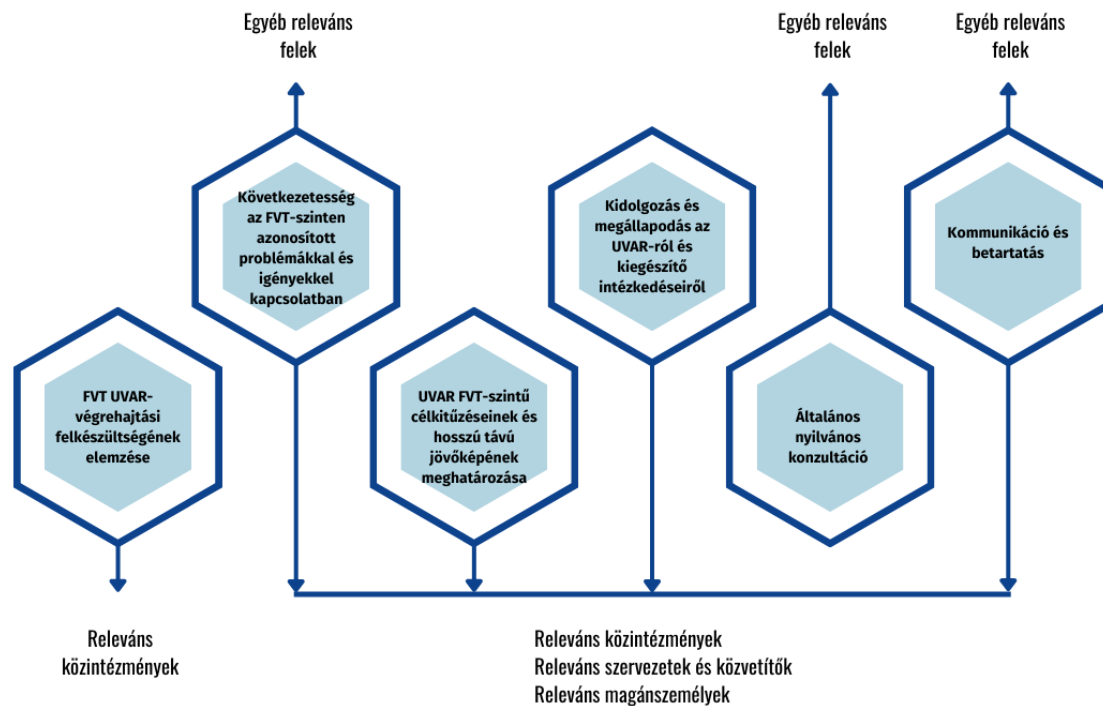 Egyéb releváns
felek
Egyéb releváns
felek
Egyéb releváns
felek
Következetesség
az FVT-szinten
azonosított
problémákkal és
igényekkel
kapcsolatban
Kidolgozás és
megállapodás az
UVAR-ról és
kiegészítő
intézkedéseiről
Kommunikáció és
betartatás
FVT UVAR-
végrehajtási
felkészültségének
elemzése
UVAR FVT-szintű
célkitűzéseinek és
hosszú távú
jövőképének
meghatározása
Általános
nyilvános
konzultáció
Releváns
közintézmények
Releváns közintézmények
Releváns szervezetek és közvetítők
Releváns magánszemélyek